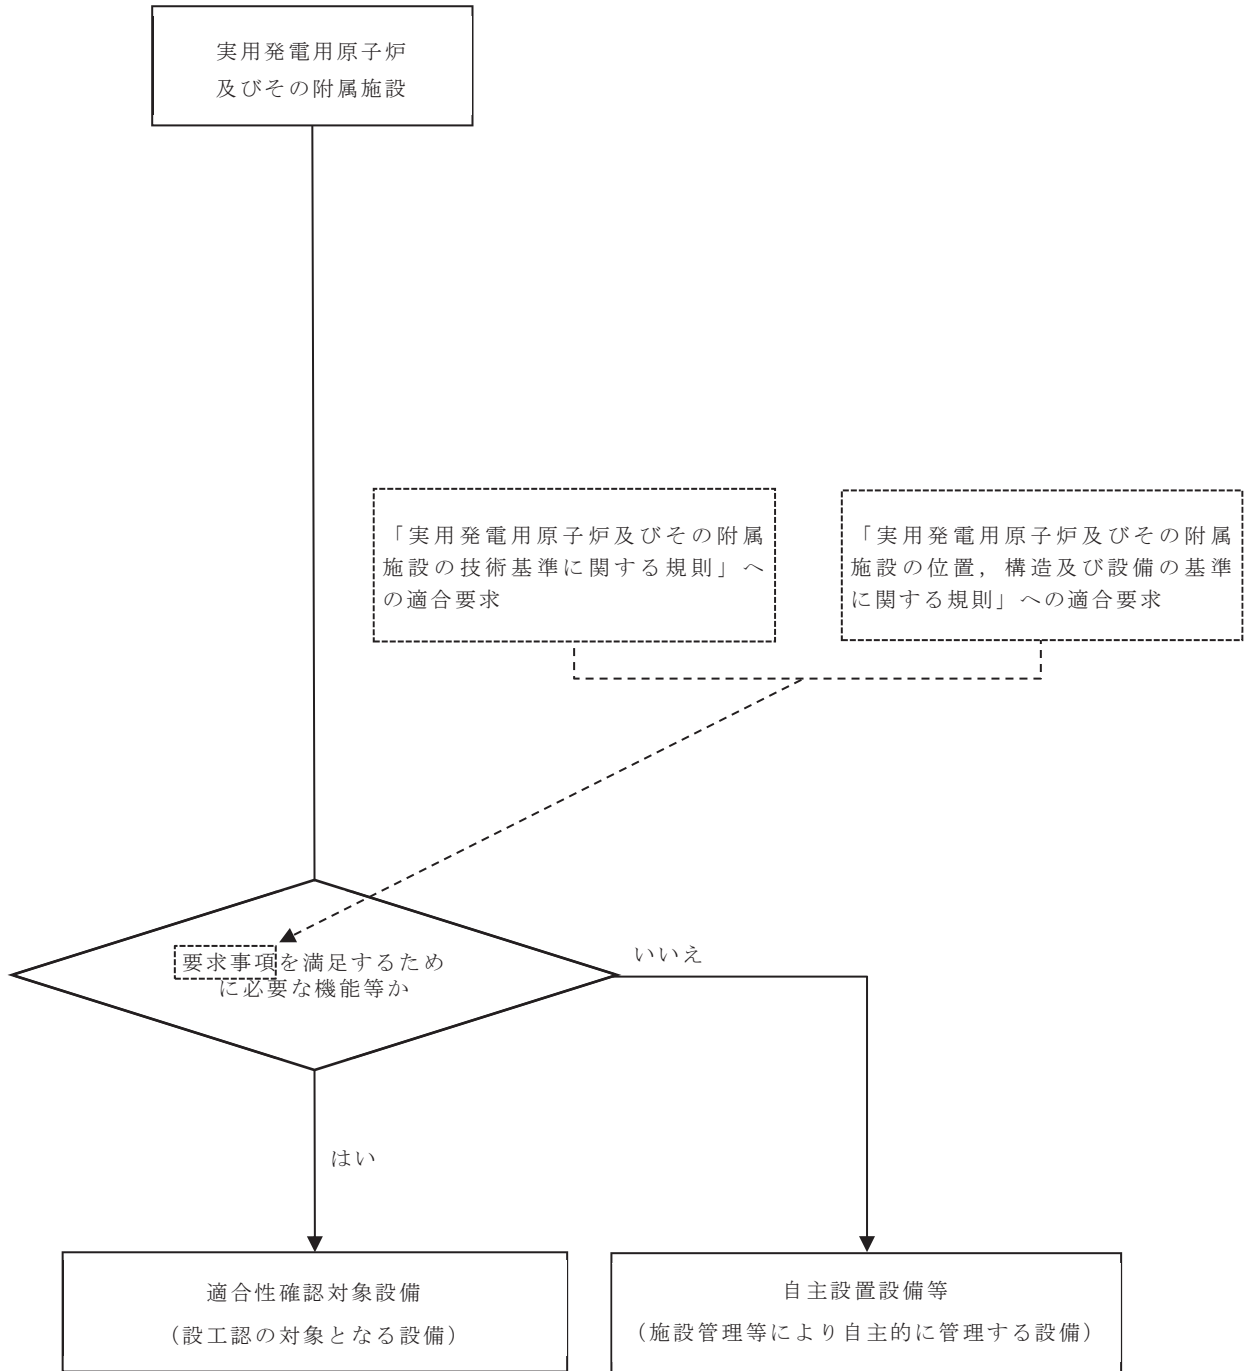 実用発電用原子炉
及びその附属施設
「実用発電用原子炉及びその附属
施設の技術基準に関する規則」へ
の適合要求
「実用発電用原子炉及びその附属
施設の位置，構造及び設備の基準
に関する規則」への適合要求
要求事項を満足するため
に必要な機能等か
いいえ
はい
適合性確認対象設備
（設工認の対象となる設備）
自主設置設備等
（施設管理等により自主的に管理する設備）